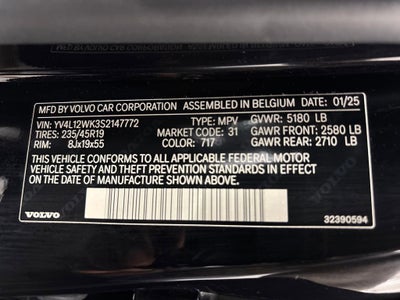 MFD BY VOLVO CAR CORPORATION ASSEMBLED IN BELGIUM DATE: 01/25
VIN: YV4L12WK3S2147772 TYPE: MPV GVWR: 5180 LB
TIRES: 235/45R19 MARKET CODE: 31 GAWR FRONT: 2580 LB
RIM: 8Jx19x55 COLOR: 717 GAWR REAR: 2710 LB
THIS VEHICLE CONFORMS TO ALL APPLICABLE FEDERAL MOTOR
VEHICLE SAFETY AND THEFT PREVENTION STANDARDS IN EFFECT
ON THE DATE OF MANUFACTURE SHOWN ABOVE.
VOLVO 32390594